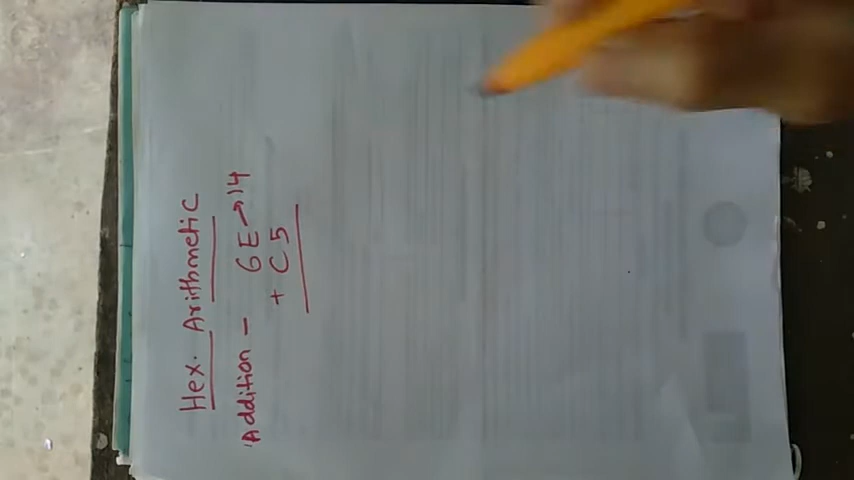 Hex. Arithmetic
Addition - 6E→14
+ C5